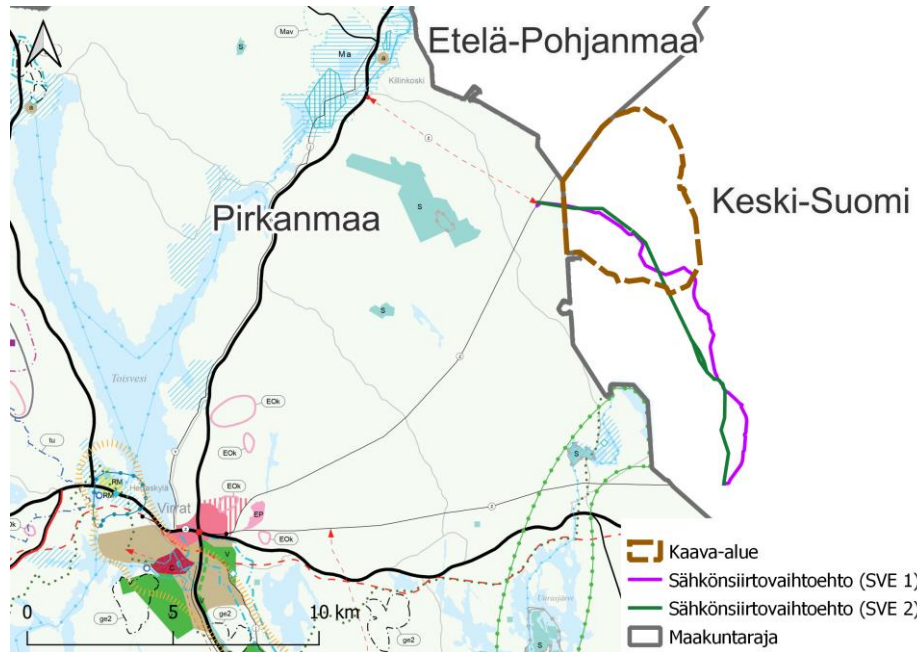 Etelä-Pohjanmaa
Mav.
S
Ma
a
Killinkoski
a
Pirkanmaa
Keski-Suomi
S
S
Toisvesi
EOk
EOk
tu
EOk
RM
RM
Virrat
EP
EOk
S
c
V
ge2
ge2
ge2
S
0
5
10 km
Kaava-alue
Sähkönsiirtovaihtoehto (SVE 1)
Sähkönsiirtovaihtoehto (SVE 2)
Maakuntaraja